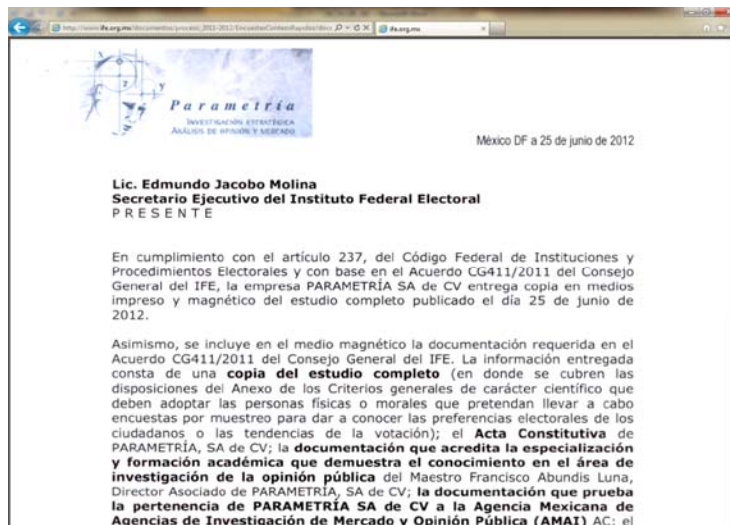 ife.org.mx
Parametría
INVESTIGACIÓN ESTRATÉGICA
ANÁLISIS DE OPINIÓN Y MERCADO
México DF a 25 de junio de 2012
Lic. Edmundo Jacobo Molina
Secretario Ejecutivo del Instituto Federal Electoral
P R E S E N T E
En cumplimiento con el artículo 237, del Código Federal de Instituciones y
Procedimientos Electorales y con base en el Acuerdo CG411/2011 del Consejo
General del IFE, la empresa PARAMETRÍA SA de CV entrega copia en medios
impreso y magnético del estudio completo publicado el día 25 de junio de
2012.
Asimismo, se incluye en el medio magnético la documentación requerida en el
Acuerdo CG411/2011 del Consejo General del IFE. La información entregada
consta de una copia del estudio completo (en donde se cubren las
disposiciones del Anexo de los Criterios generales de carácter científico que
deben adoptar las personas físicas o morales que pretendan llevar a cabo
encuestas por muestreo para dar a conocer las preferencias electorales de los
ciudadanos o las tendencias de la votación); el Acta Constitutiva de
PARAMETRÍA, SA de CV; la documentación que acredita la especialización
y formación académica que demuestra el conocimiento en el área de
investigación de la opinión pública del Maestro Francisco Abundis Luna,
Director Asociado de PARAMETRÍA, SA de CV; la documentación que prueba
la pertenencia de PARAMETRÍA SA de CV a la Agencia Mexicana de
Agencias de Investigación de Mercado y Opinión Pública (AMAI) AC; el